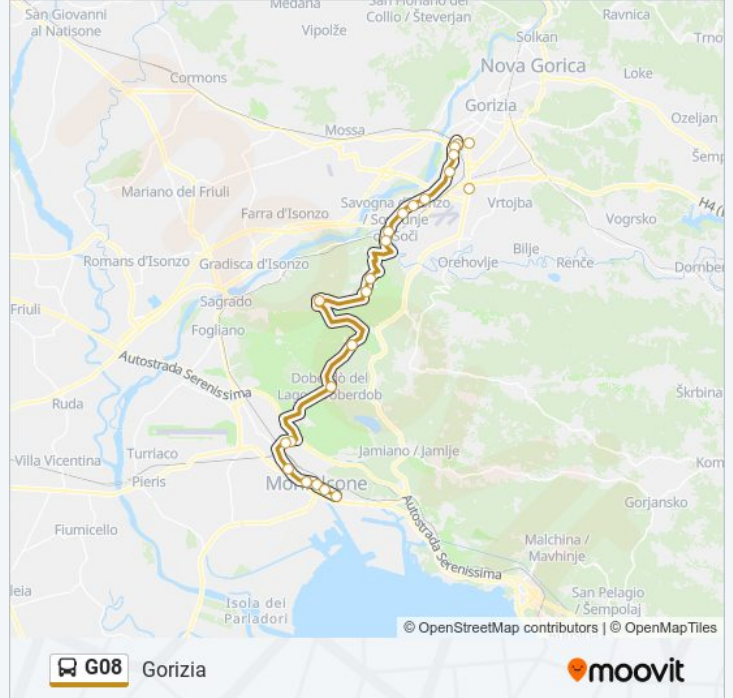 Medana
San Floriano del
Collio / Števerjan
San Giovanni
al Natisone
Vipolže
Ravnica
Solkan
Trno
Nova Gorica
Loke
Cormons
Gorizia
Ozeljan
Mossa
Šemp
Mariano del Friuli
Savogna d'Isonzo
/ Sovodnje
ob Soči
Vrtojba
H4 (
Farra d'Isonzo
Vogrsko
Bilje
Romans d'Isonzo
Gradisca d'Isonzo
Orehovlje
Renče
Dornber
Sagrado
Friuli
Fogliano
Autostrada Serenissima
Doberdò del
Lago / Doberdob
Škrbina
Ruda
Turriaco
Jamiano / Jamlje
Villa Vicentina
Kom
Pieris
Monfalcone
Gorjansko
Autostrada Serenissima
Fiumicello
Malchina /
Mavhinje
leia
Isola dei
Parladori
San Pelagio
/ Šempolaj
© OpenStreetMap contributors | © OpenMapTiles
G08 Gorizia
moovit